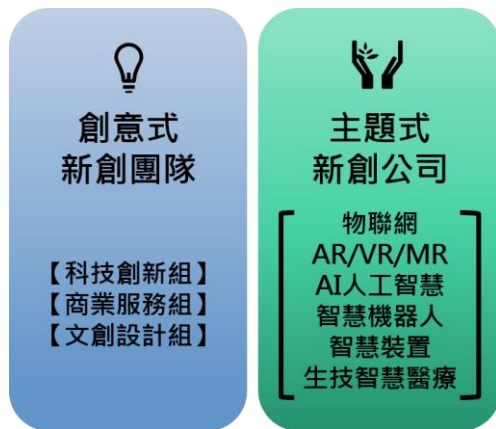 創意式
新創團隊
【科技創新組】
【商業服務組】
【文創設計組】
主題式
新創公司
物聯網
AR/VR/MR
AI人工智慧
智慧機器人
智慧裝置
生技智慧醫療